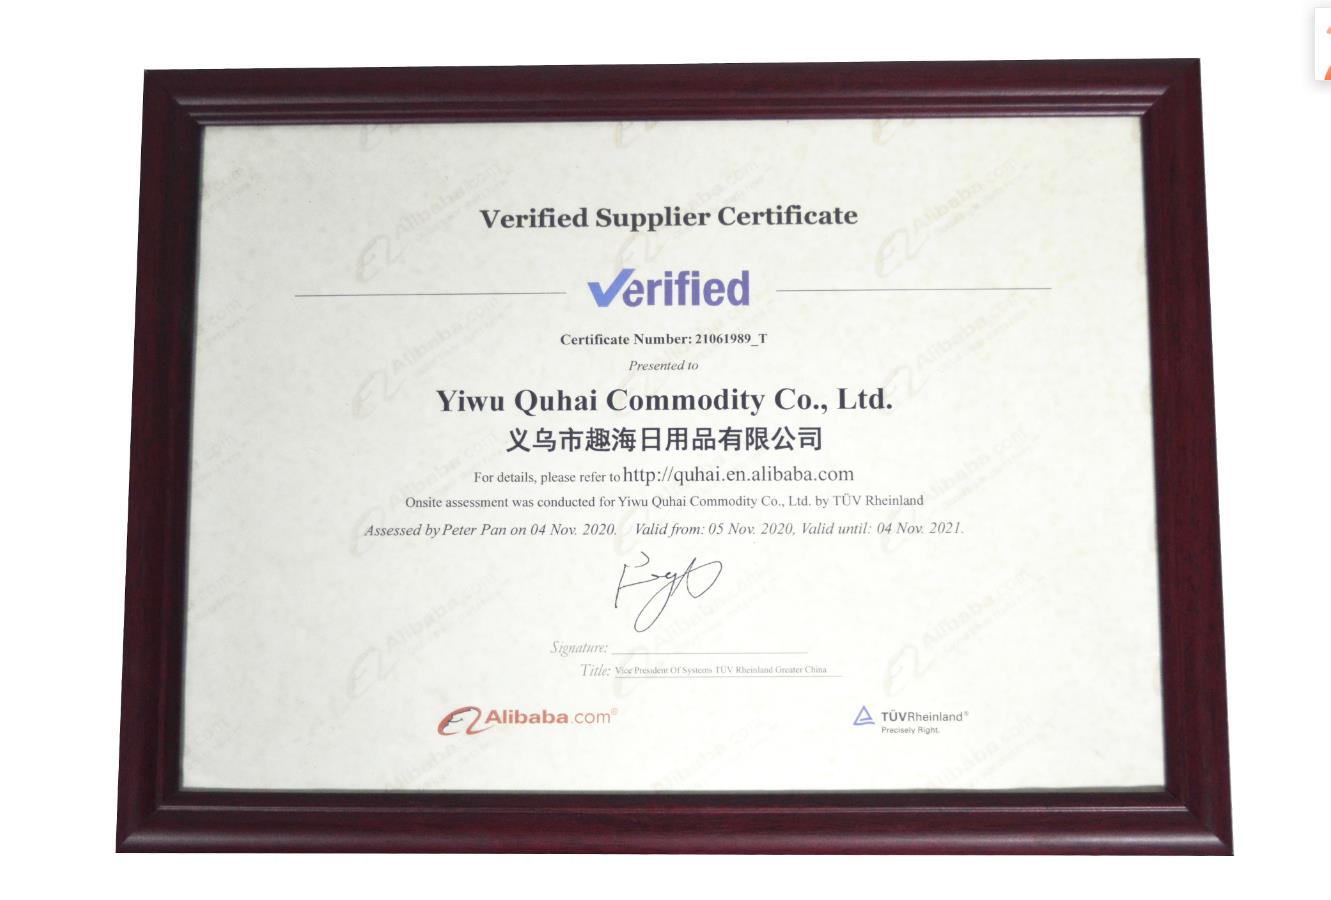 Verified Supplier Certificate
Verified
Certificate Number: 21061989_T
Presented to
Yiwu Quhai Commodity Co., Ltd.
义乌市趣海日用品有限公司
For details, please refer to http://quhai.en.alibaba.com
Onsite assessment was conducted for Yiwu Quhai Commodity Co., Ltd. by TÜV Rheinland
Assessed by Peter Pan on 04 Nov. 2020. Valid from: 05 Nov. 2020, Valid until: 04 Nov. 2021.
Signature:
Title: Vice President Of Systems TÜV Rheinland Greater China
Alibaba.com®
TÜVRheinland®
Precisely Right.